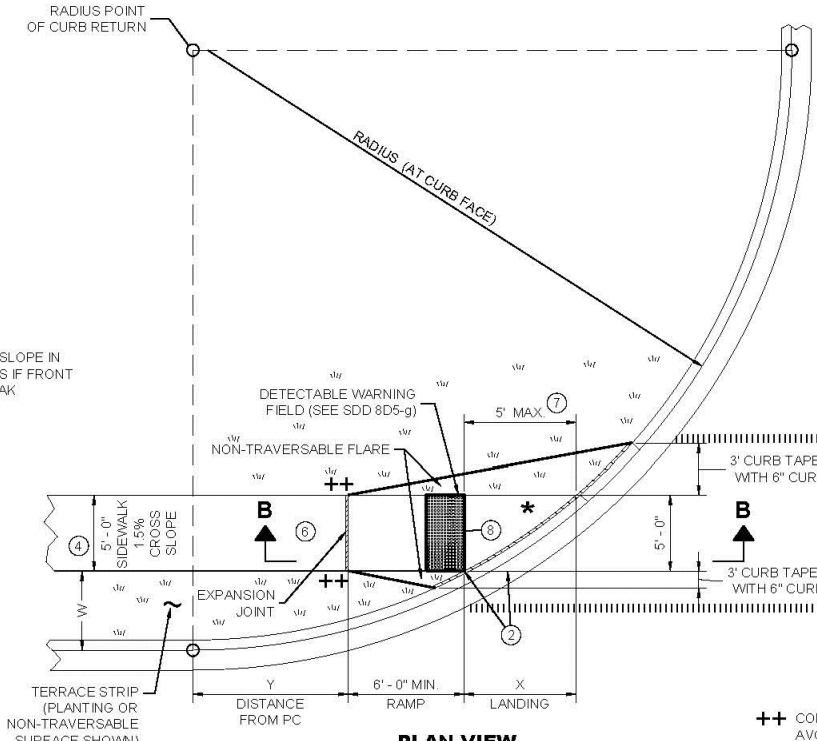 RADIUS POINT
OF CURB RETURN
RADIUS (AT CURB FACE)
SLOPE IN
S IF FRONT
AK
DETECTABLE WARNING
FIELD (SEE SDD 8D5-g)
5' MAX.
7
NON-TRAVERSABLE FLARE
3' CURB TAPE
WITH 6" CUR
++
4
5' - 0"
SIDEWALK
1.5%
CROSS
SLOPE
B
6
8
*
5' - 0"
B
++
EXPANSION
JOINT
3' CURB TAPE
WITH 6" CUR
W
~
2
TERRACE STRIP
(PLANTING OR
NON-TRAVERSABLE
SURFACE SHOWN)
Y
DISTANCE
FROM PC
6' - 0" MIN.
RAMP
X
LANDING
PLAN VIEW
++ CO
AV